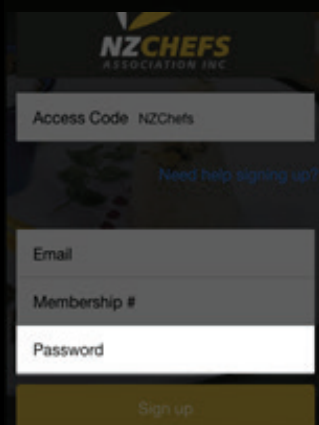 NZCHEFS
ASSOCIATION INC
Access Code NZChefs
Need help signing up?
Email
Membership #
Password
Sign up